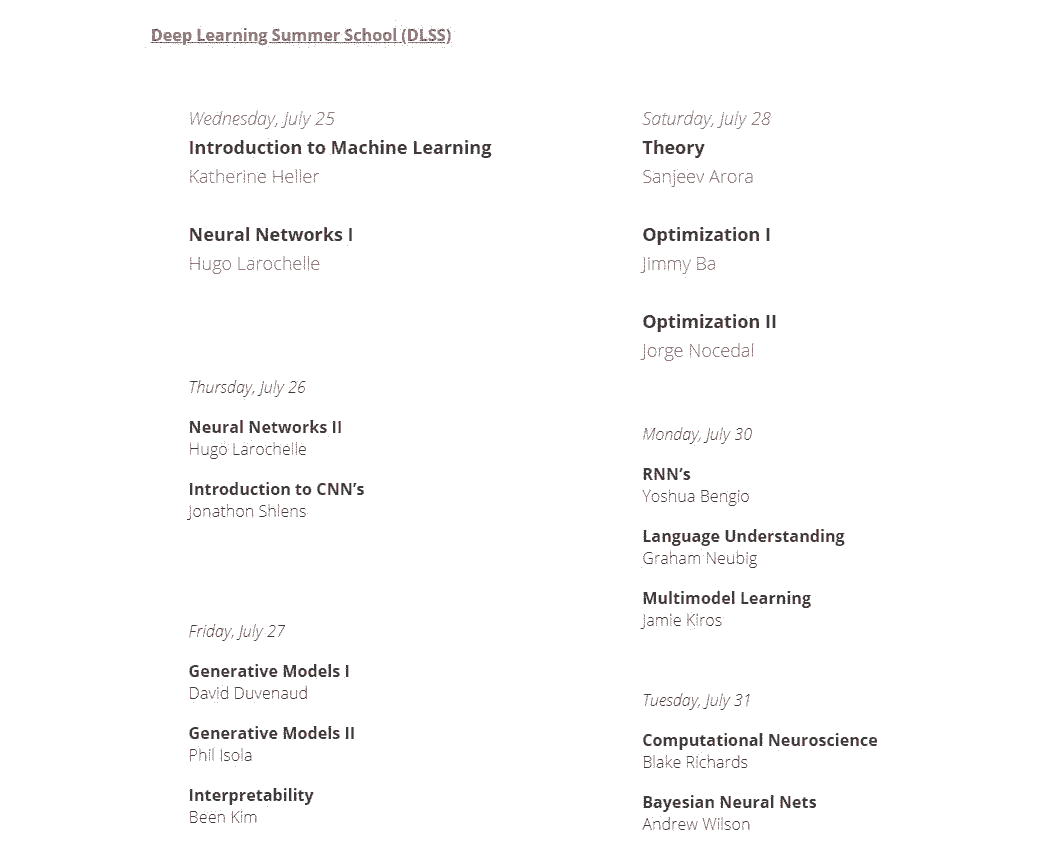 Deep Learning Summer School (DLSS)
Wednesday, July 25
Introduction to Machine Learning
Katherine Heller
Neural Networks I
Hugo Larochelle
Thursday, July 26
Neural Networks II
Hugo Larochelle
Introduction to CNN's
Jonathon Shlens
Friday, July 27
Generative Models I
David Duvenaud
Generative Models II
Phil Isola
Interpretability
Been Kim
Saturday, July 28
Theory
Sanjeev Arora
Optimization I
Jimmy Ba
Optimization II
Jorge Nocedal
Monday, July 30
RNN's
Yoshua Bengio
Language Understanding
Graham Neubig
Multimodel Learning
Jamie Kiros
Tuesday, July 31
Computational Neuroscience
Blake Richards
Bayesian Neural Nets
Andrew Wilson